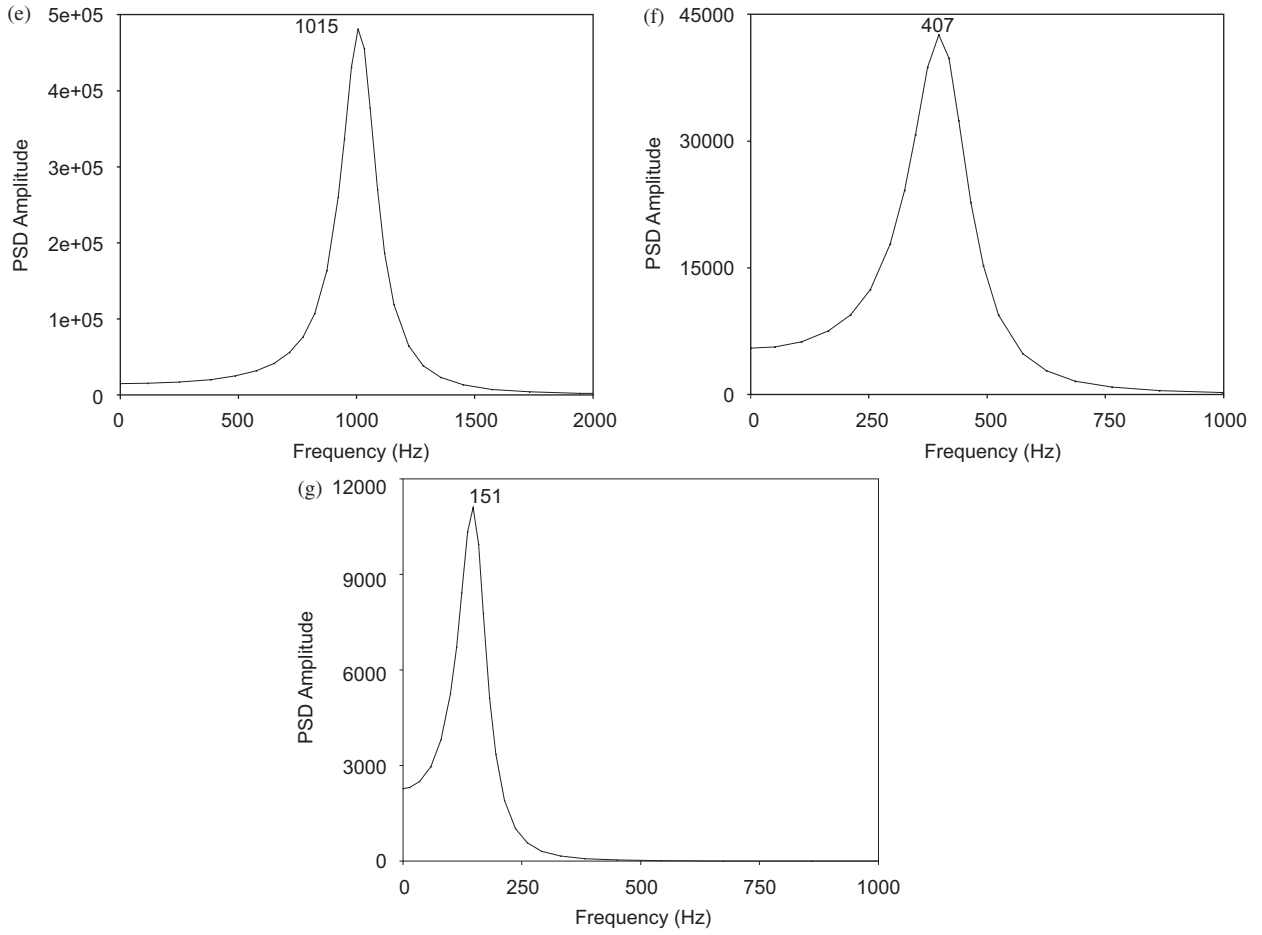 (e)
1015
5e+05
4e+05
3e+05
2e+05
1e+05
0
PSD Amplitude
0 500 1000 1500 2000
Frequency (Hz)
(f)
407
45000
30000
15000
0
PSD Amplitude
0 250 500 750 1000
Frequency (Hz)
(g)
151
12000
9000
6000
3000
0
PSD Amplitude
0 250 500 750 1000
Frequency (Hz)